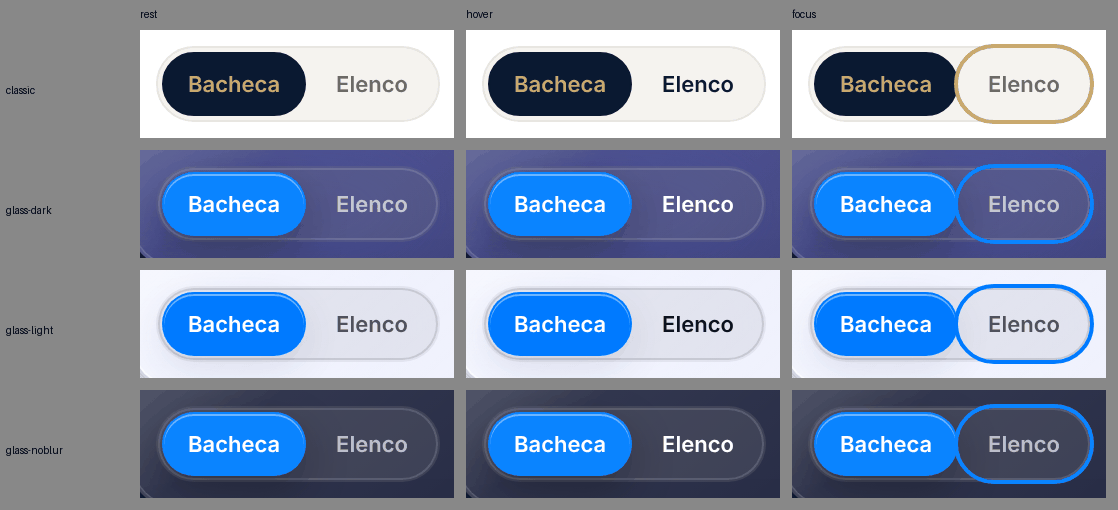 rest hover focus
classic Bacheca Elenco Bacheca Elenco Bacheca Elenco
glass-dark Bacheca Elenco Bacheca Elenco Bacheca Elenco
glass-light Bacheca Elenco Bacheca Elenco Bacheca Elenco
glass-noblur Bacheca Elenco Bacheca Elenco Bacheca Elenco